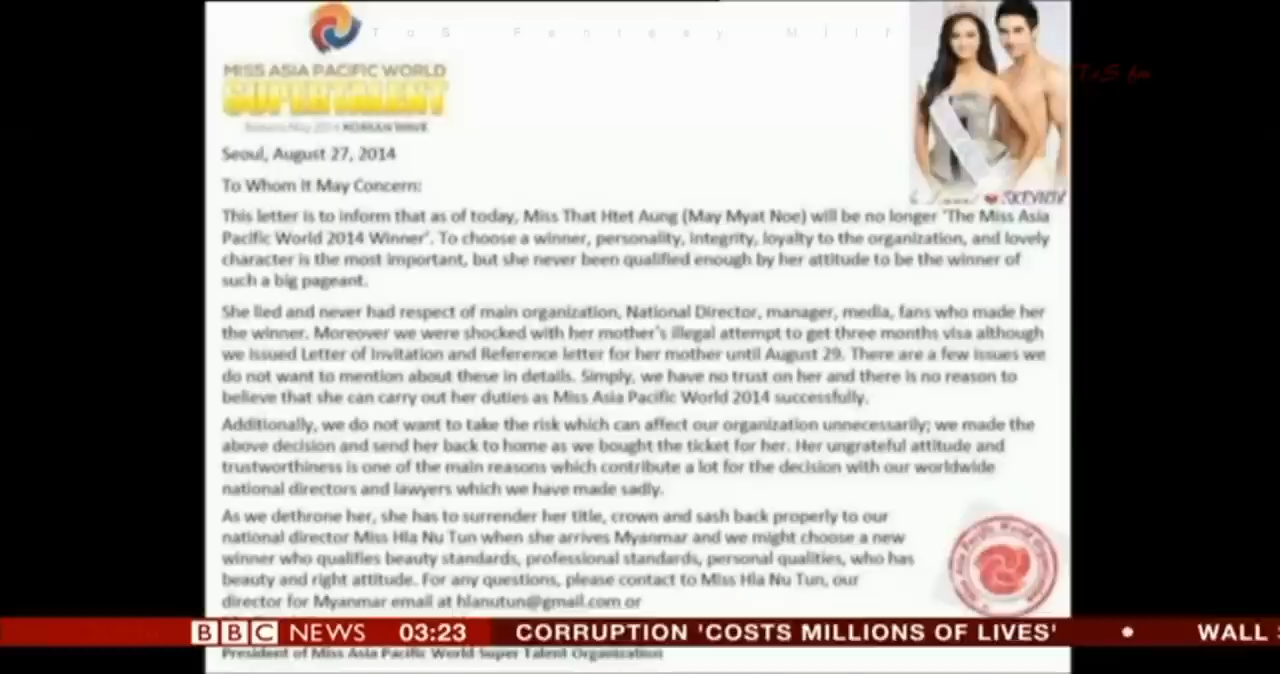 ToS Fantasy
MISS ASIA PACIFIC WORLD
SUPERTALENT
KOREAN WAVE
Seoul, August 27, 2014
To Whom It May Concern:
This letter is to inform that as of today, Miss That Htet Aung (May Myat Noe) will be no longer 'The Miss Asia
Pacific World 2014 Winner'. To choose a winner, personality, integrity, loyalty to the organization, and lovely
character is the most important, but she never been qualified enough by her attitude to be the winner of
such a big pageant.
She lied and never had respect of main organization, National Director, manager, media, fans who made her
the winner. Moreover we were shocked with her mother's illegal attempt to get three months visa although
we issued Letter of Invitation and Reference letter for her mother until August 29. There are a few issues we
do not want to mention about these in details. Simply, we have no trust on her and there is no reason to
believe that she can carry out her duties as Miss Asia Pacific World 2014 successfully.
Additionally, we do not want to take the risk which can affect our organization unnecessarily; we made the
above decision and send her back to home as we bought the ticket for her. Her ungrateful attitude and
trustworthiness is one of the main reasons which contribute a lot for the decision with our worldwide
national directors and lawyers which we have made sadly.
As we dethrone her, she has to surrender her title, crown and sash back properly to our
national director Miss Hla Nu Tun when she arrives Myanmar and we might choose a new
winner who qualifies beauty standards, professional standards, personal qualities, who has
beauty and right attitude. For any questions, please contact to Miss Hla Nu Tun, our
director for Myanmar email at hlanutun@gmail.com or
BBC NEWS 03:23 CORRUPTION 'COSTS MILLIONS OF LIVES' • WALL
President of Miss Asia Pacific World Super Talent Organization